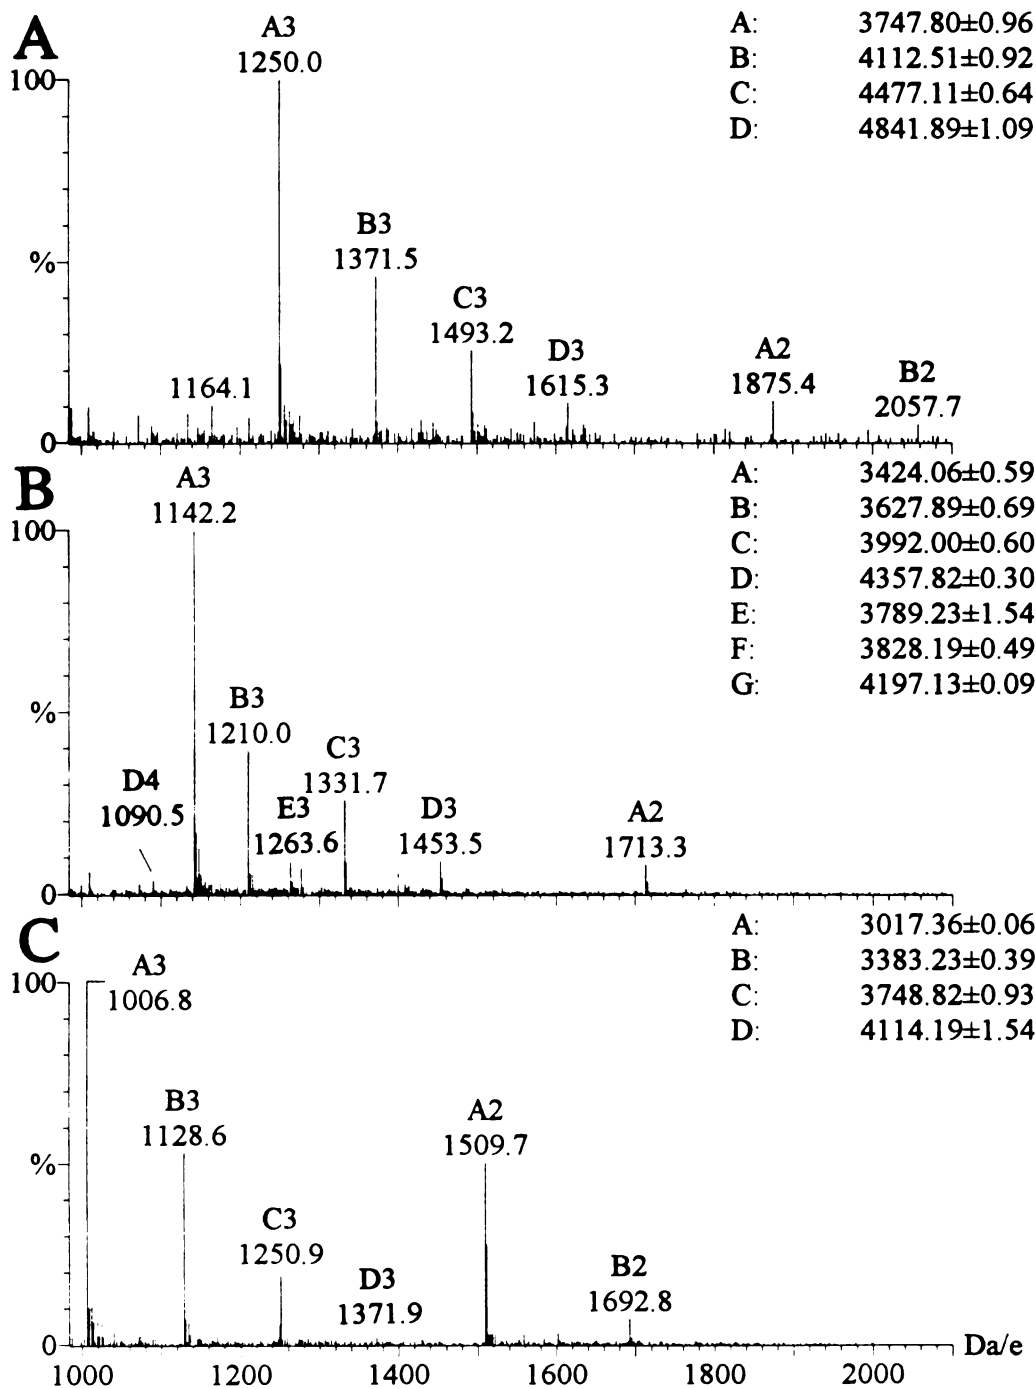 A
A3
1250.0
A: 3747.80±0.96
B: 4112.51±0.92
C: 4477.11±0.64
D: 4841.89±1.09
100
B3
1371.5
%
C3
1493.2
D3
1615.3
A2
1875.4
B2
2057.7
1164.1
0
B
A3
1142.2
A: 3424.06±0.59
B: 3627.89±0.69
C: 3992.00±0.60
D: 4357.82±0.30
E: 3789.23±1.54
F: 3828.19±0.49
G: 4197.13±0.09
100
%
B3
1210.0
C3
1331.7
D4
1090.5
E3
1263.6
D3
1453.5
A2
1713.3
0
C
A3
1006.8
A: 3017.36±0.06
B: 3383.23±0.39
C: 3748.82±0.93
D: 4114.19±1.54
100
B3
1128.6
A2
1509.7
%
C3
1250.9
D3
1371.9
B2
1692.8
0
Da/e
1000 1200 1400 1600 1800 2000